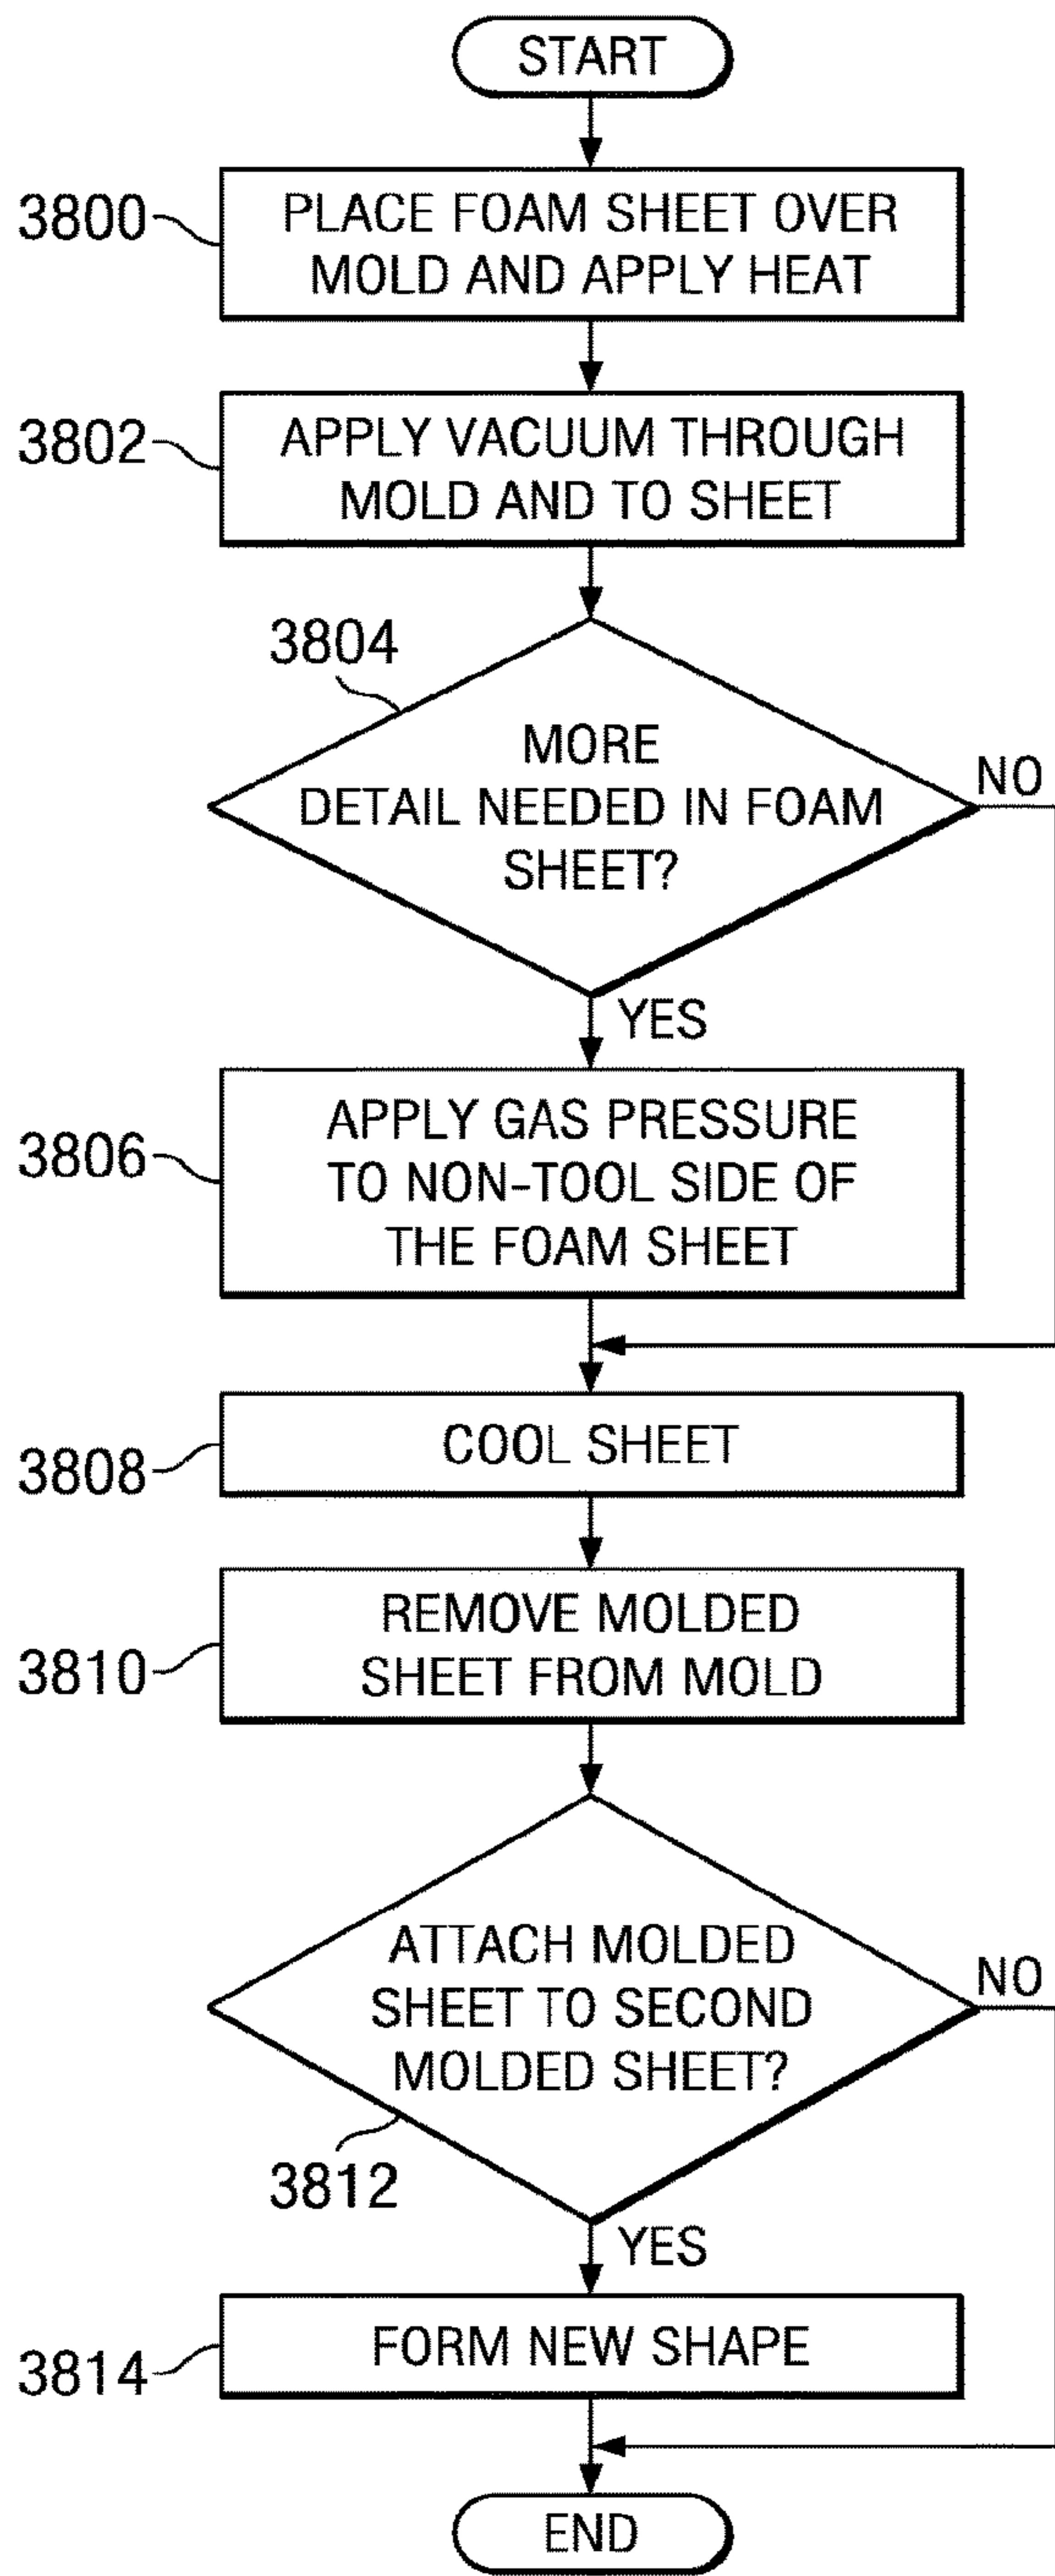 START
3800
PLACE FOAM SHEET OVER
MOLD AND APPLY HEAT
3802
APPLY VACUUM THROUGH
MOLD AND TO SHEET
3804
MORE
DETAIL NEEDED IN FOAM
SHEET?
NO
YES
3806
APPLY GAS PRESSURE
TO NON-TOOL SIDE OF
THE FOAM SHEET
3808
COOL SHEET
3810
REMOVE MOLDED
SHEET FROM MOLD
ATTACH MOLDED
SHEET TO SECOND
MOLDED SHEET?
NO
3812
YES
3814
FORM NEW SHAPE
END